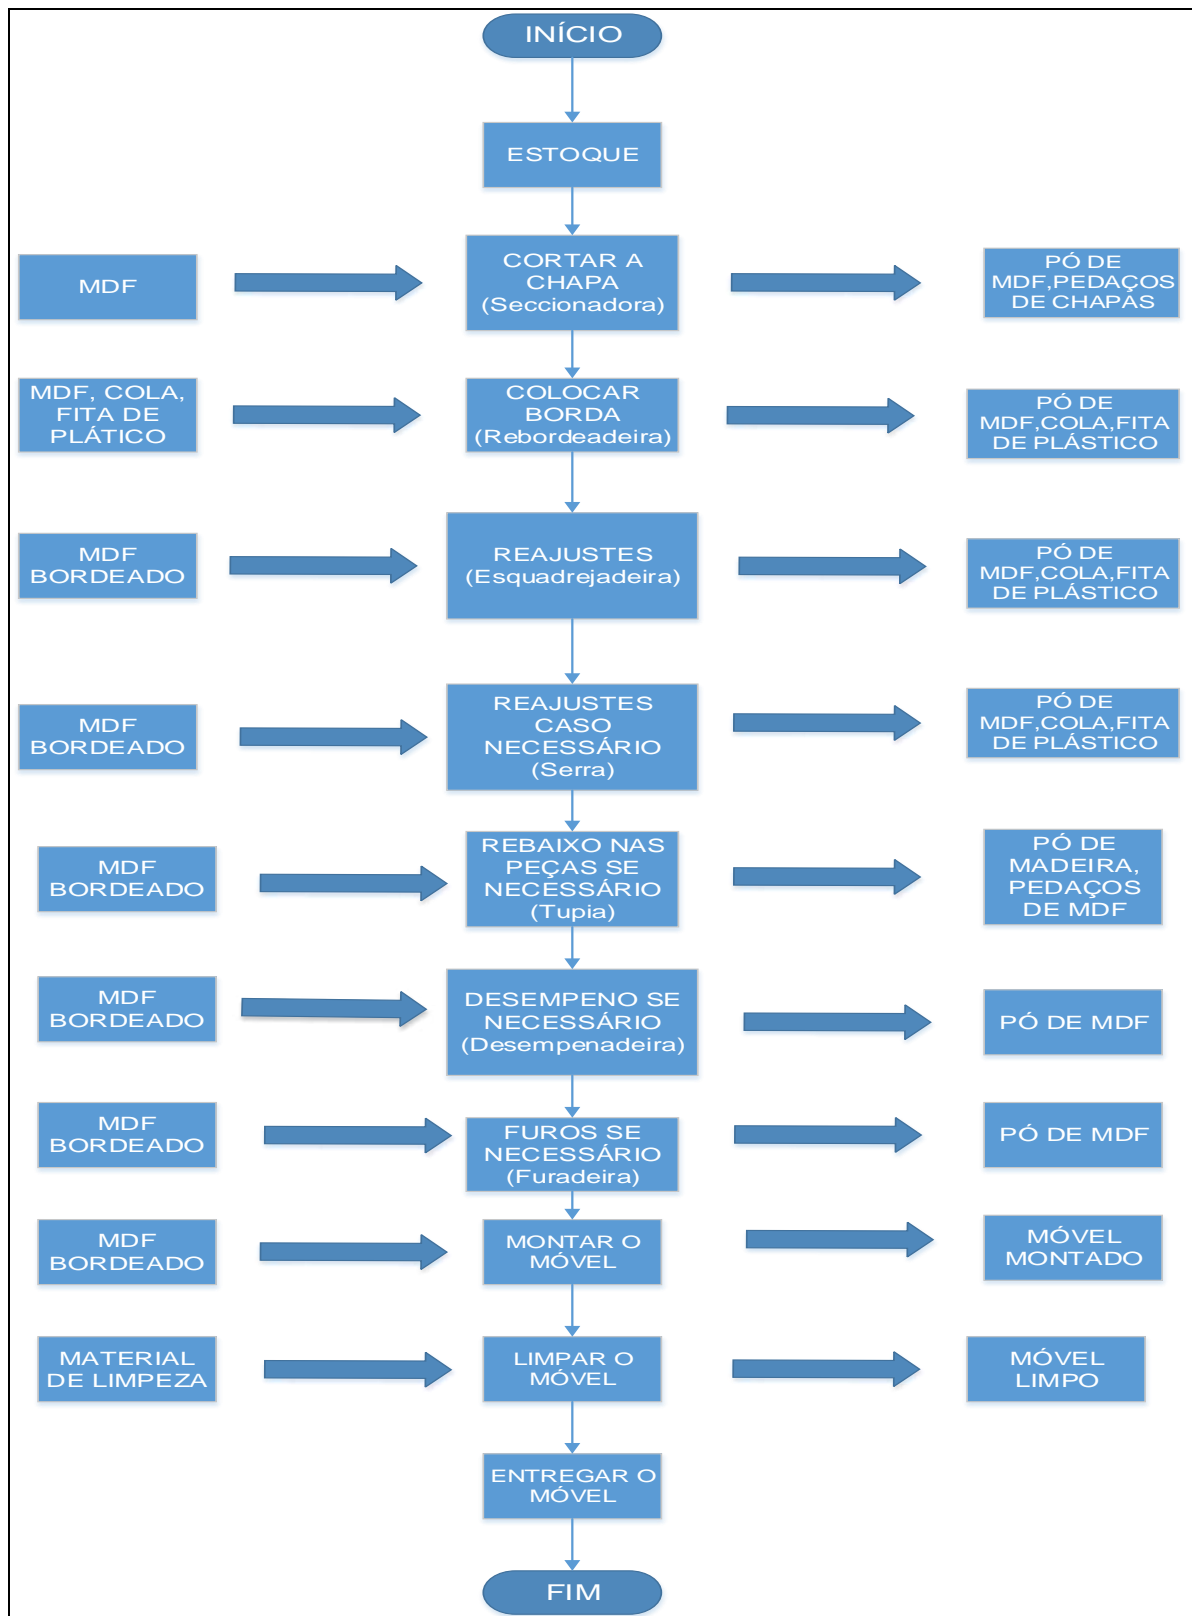 INÍCIO
ESTOQUE
MDF
CORTAR A
CHAPA
(Seccionadora)
PÓ DE
MDF,PEDAÇOS
DE CHAPAS
MDF, COLA,
FITA DE
PLÁTICO
COLOCAR
BORDA
(Rebordeadeira)
PÓ DE
MDF,COLA,FITA
DE PLÁSTICO
MDF
BORDEADO
REAJUSTES
(Esquadrejadeira)
PÓ DE
MDF,COLA,FITA
DE PLÁSTICO
MDF
BORDEADO
REAJUSTES
CASO
NECESSÁRIO
(Serra)
PÓ DE
MDF,COLA,FITA
DE PLÁSTICO
MDF
BORDEADO
REBAIXO NAS
PEÇAS SE
NECESSÁRIO
(Tupia)
PÓ DE
MADEIRA,
PEDAÇOS
DE MDF
MDF
BORDEADO
DESEMPENO SE
NECESSÁRIO
(Desempenadeira)
PÓ DE MDF
MDF
BORDEADO
FUROS SE
NECESSÁRIO
(Furadeira)
PÓ DE MDF
MDF
BORDEADO
MONTAR O
MÓVEL
MÓVEL
MONTADO
MATERIAL
DE LIMPEZA
LIMPAR O
MÓVEL
MÓVEL
LIMPO
ENTREGAR O
MÓVEL
FIM